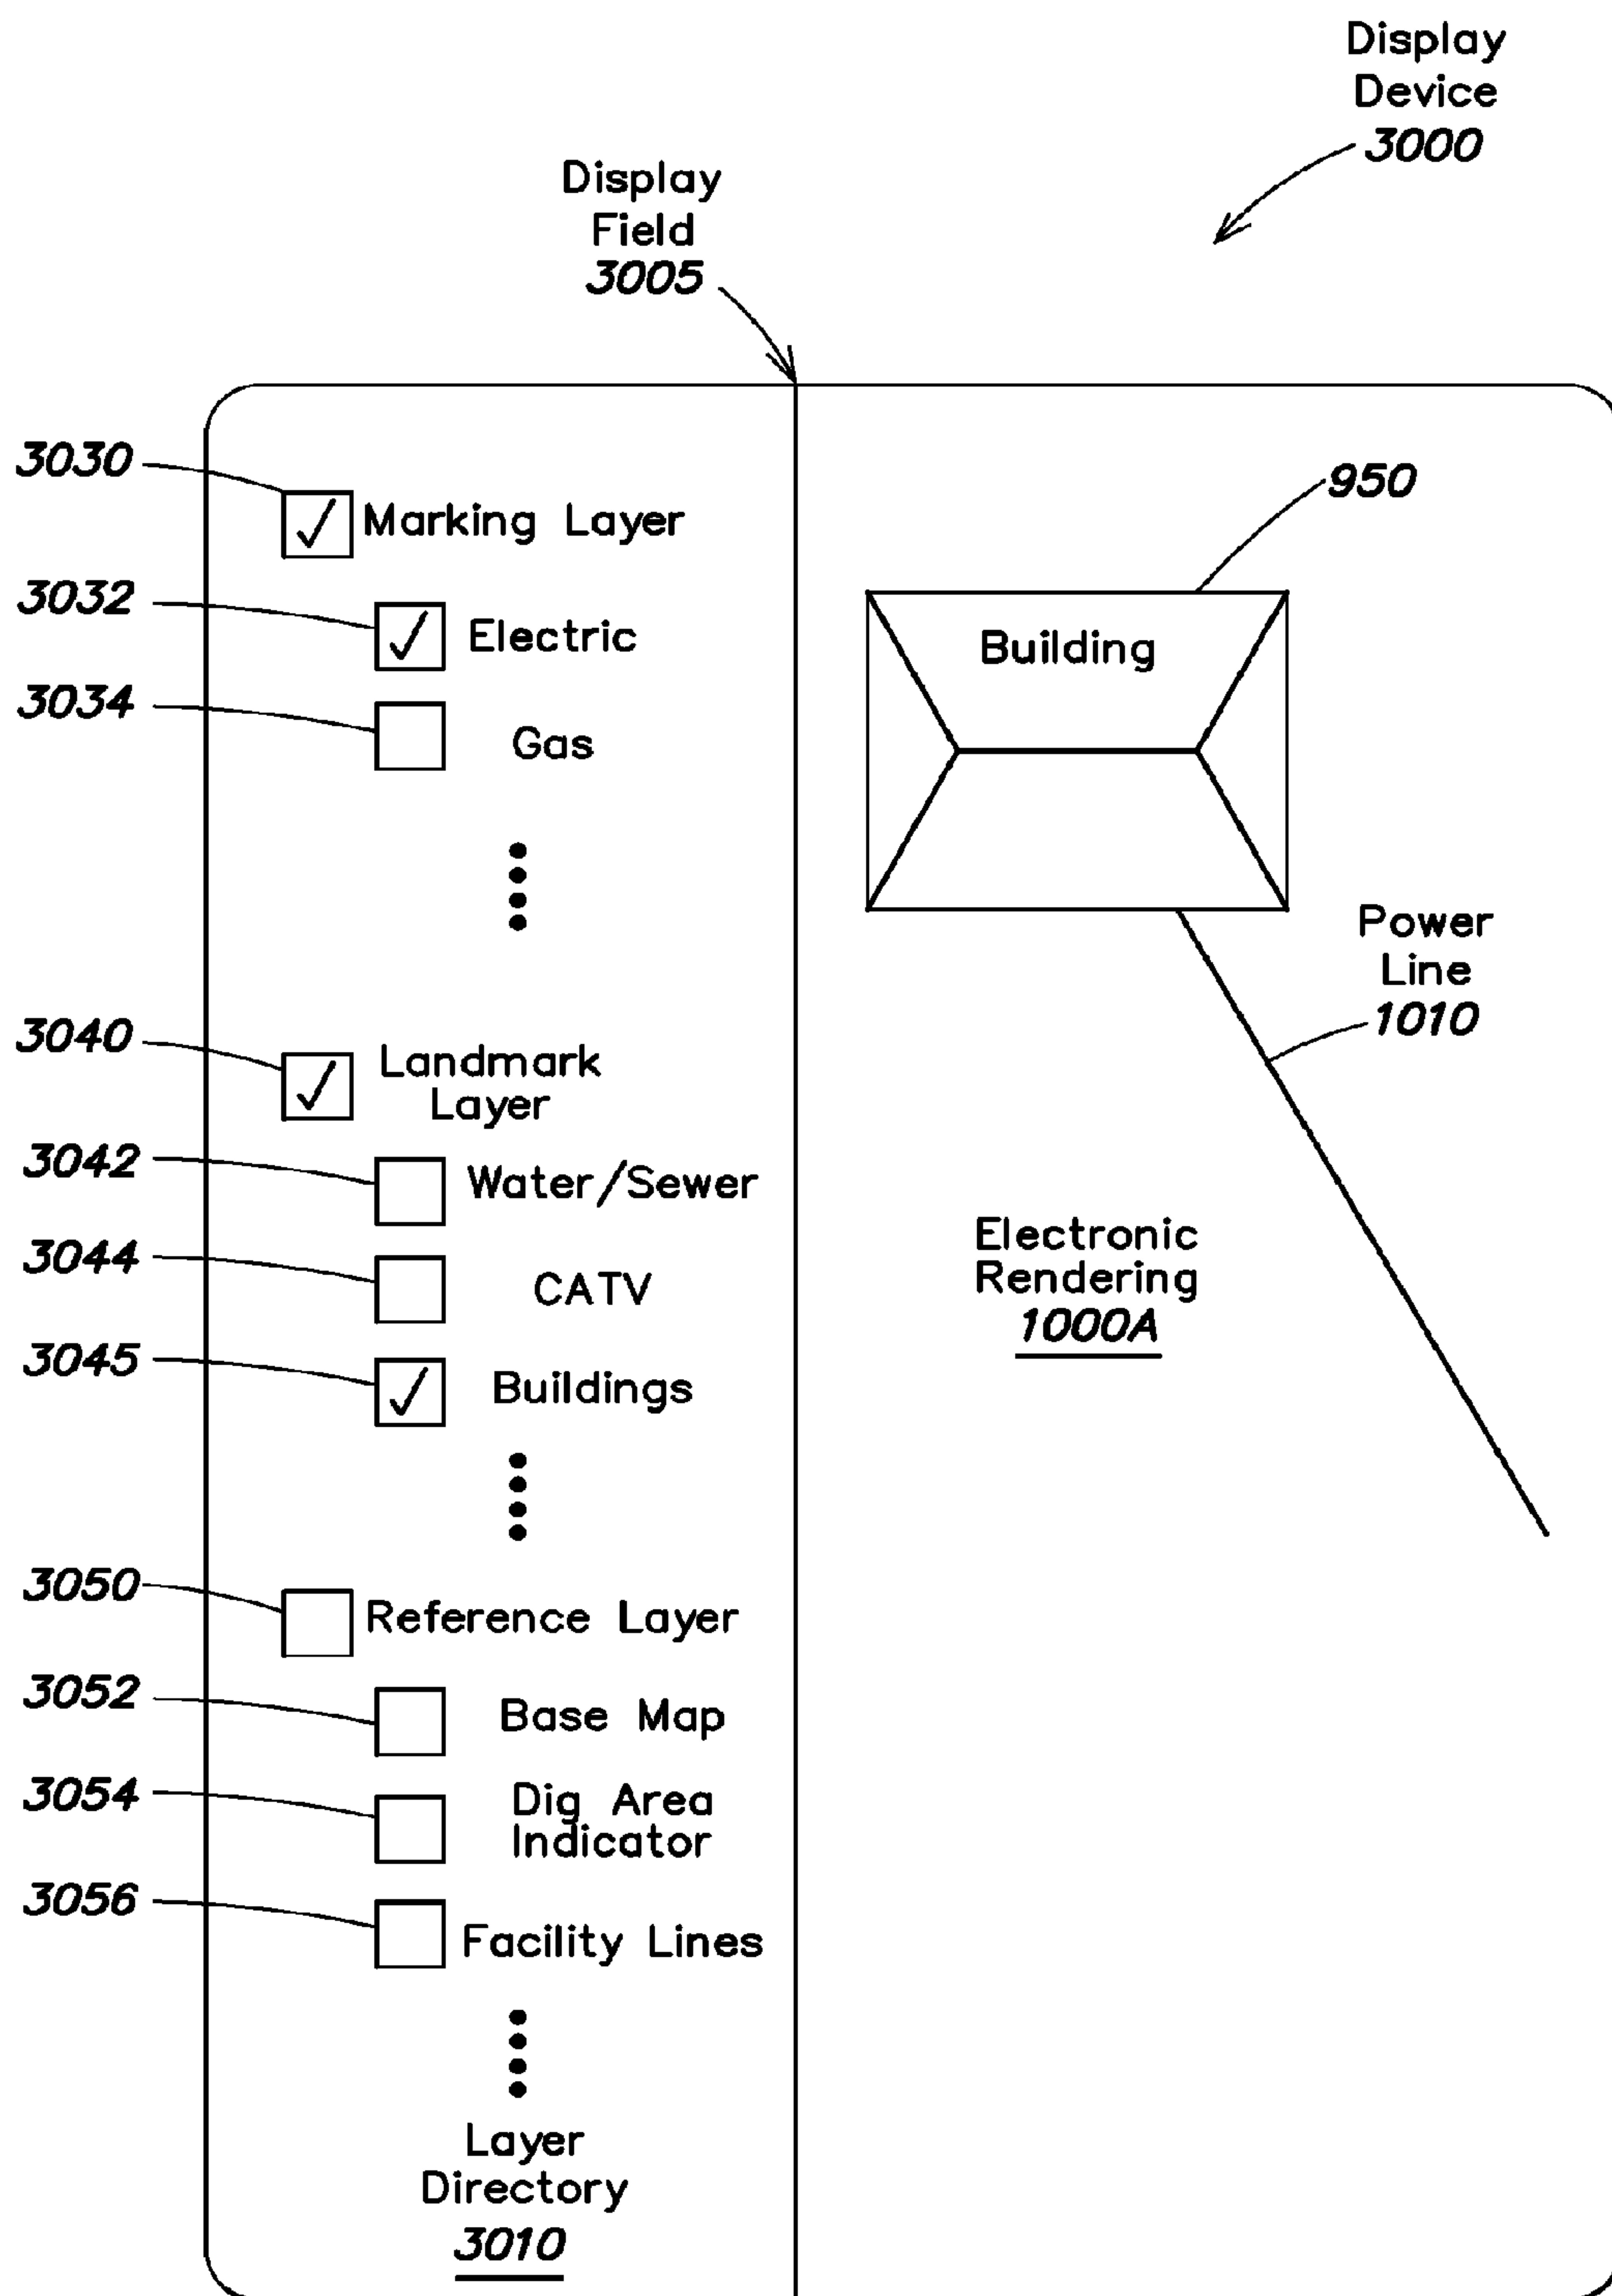 Display
Device
3000
Display
Field
3005
3030
Marking Layer
3032
Electric
3034
Gas
3040
Landmark
Layer
3042
Water/Sewer
3044
CATV
3045
Buildings
3050
Reference Layer
3052
Base Map
3054
Dig Area
Indicator
3056
Facility Lines
Layer
Directory
3010
950
Building
Power
Line
1010
Electronic
Rendering
1000A